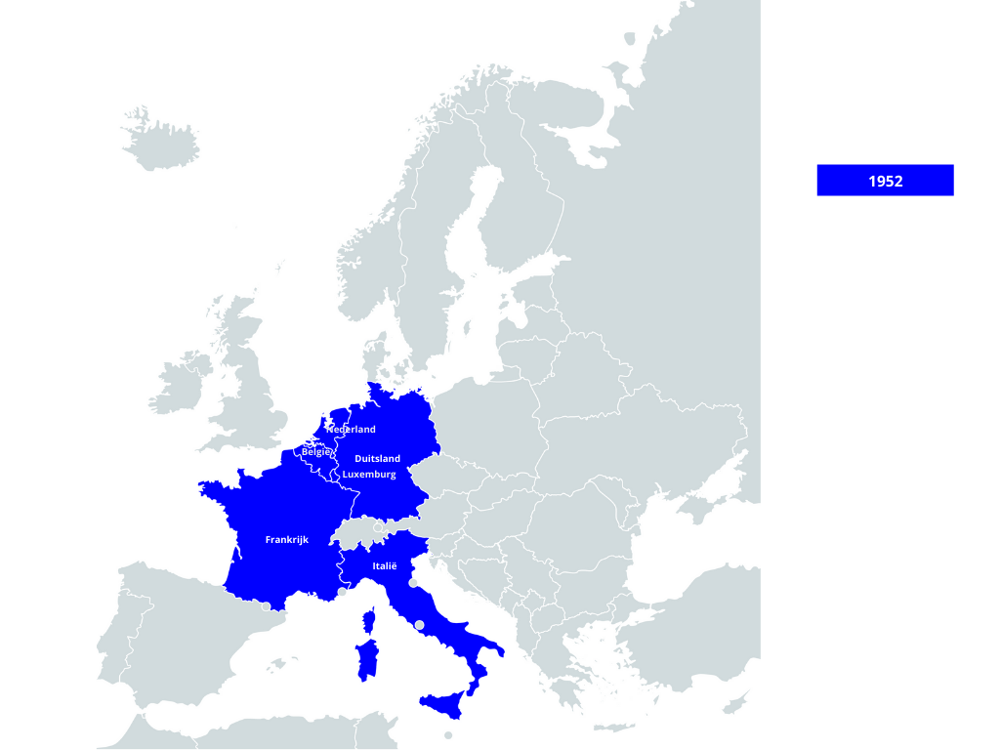 1952
Nederland
België
Duitsland
Luxemburg
Frankrijk
Italië